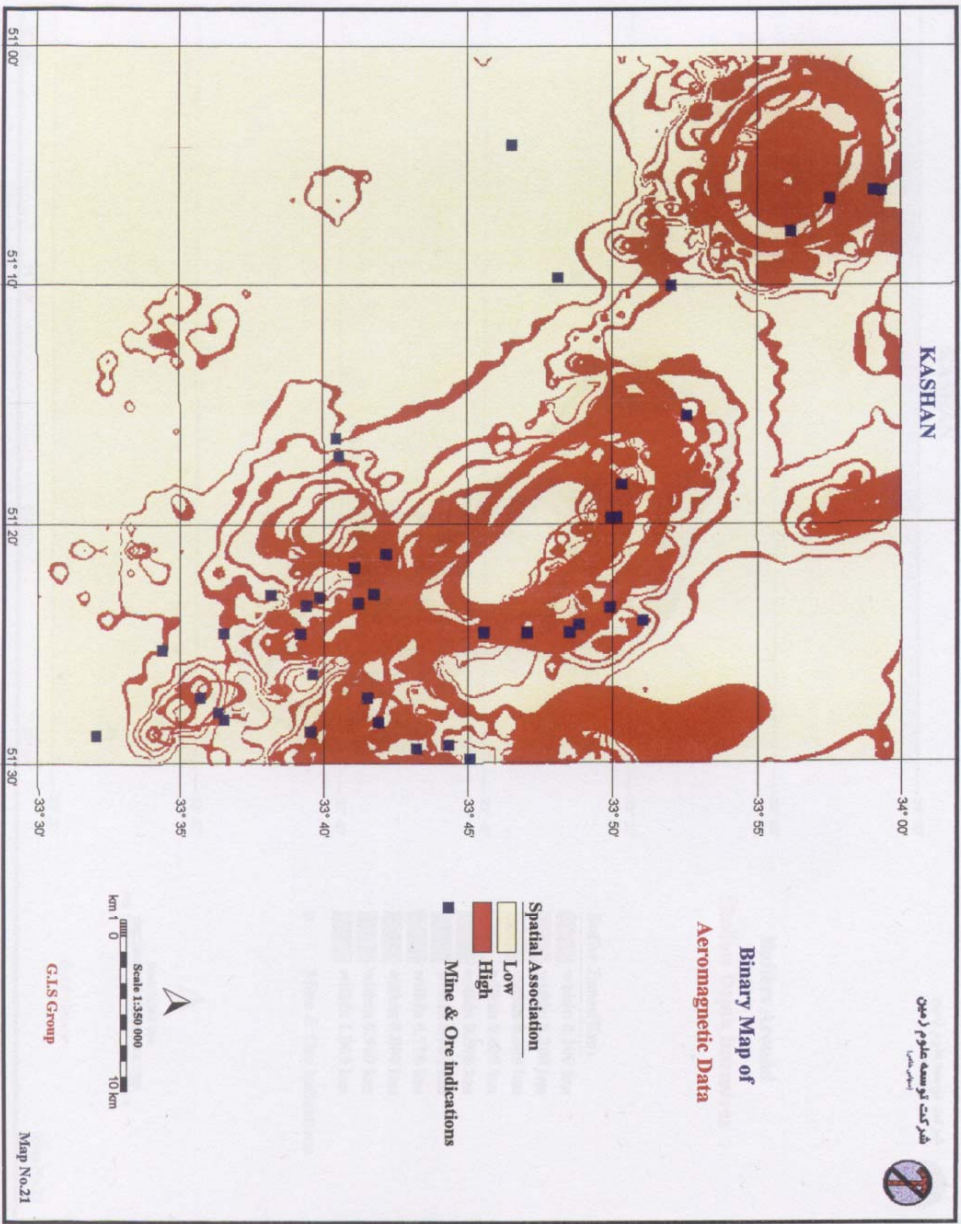 KASHAN
شرکت توسعه علوم زمین
(سهامی خاص)
Binary Map of
Aeromagnetic Data
Spatial Association
Low
High
Mine & Ore indications
Scale 1:350 000
km 1 0 10 km
G.I.S Group
Map No.21
51° 00'
51° 10'
51° 20'
51° 30'
34° 00'
33° 55'
33° 50'
33° 45'
33° 40'
33° 35'
33° 30'